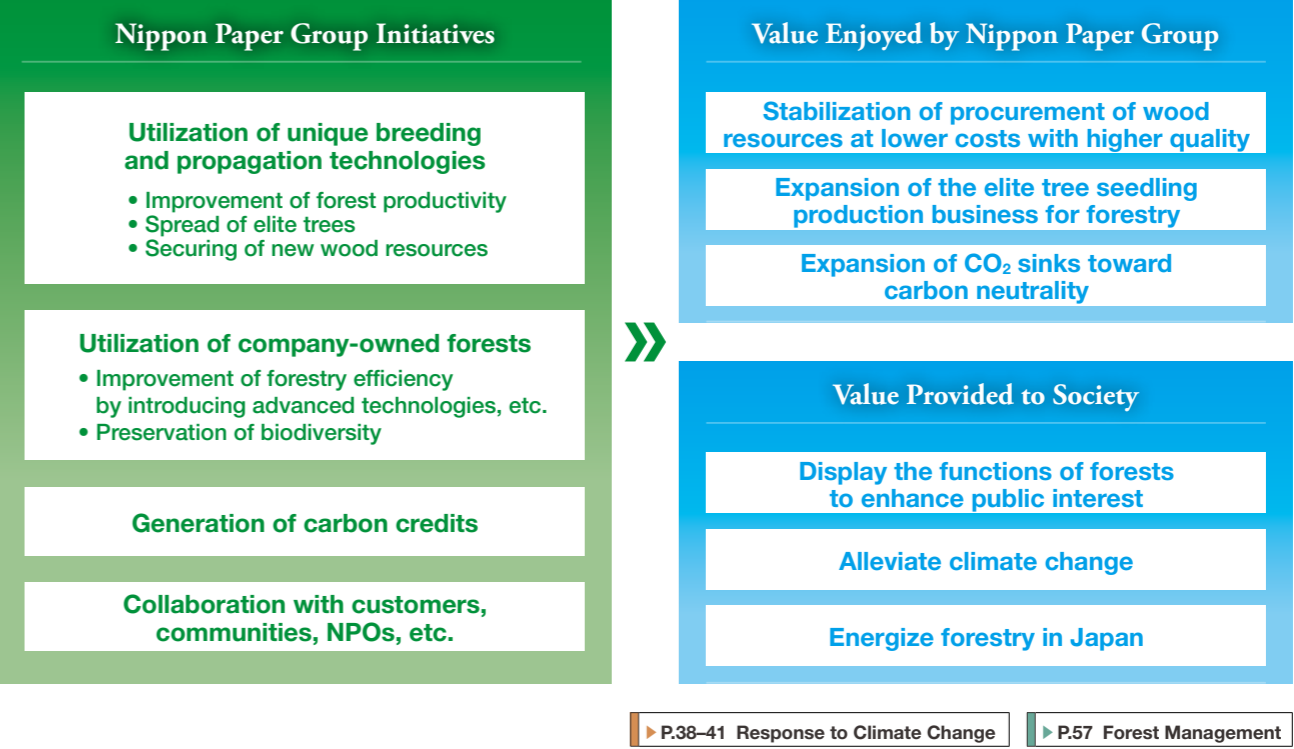 Nippon Paper Group Initiatives
Utilization of unique breeding
and propagation technologies
• Improvement of forest productivity
• Spread of elite trees
• Securing of new wood resources
Utilization of company-owned forests
• Improvement of forestry efficiency
by introducing advanced technologies, etc.
• Preservation of biodiversity
Generation of carbon credits
Collaboration with customers,
communities, NPOs, etc.
Value Enjoyed by Nippon Paper Group
Stabilization of procurement of wood
resources at lower costs with higher quality
Expansion of the elite tree seedling
production business for forestry
Expansion of CO₂ sinks toward
carbon neutrality
Value Provided to Society
Display the functions of forests
to enhance public interest
Alleviate climate change
Energize forestry in Japan
P.38–41 Response to Climate Change
P.57 Forest Management